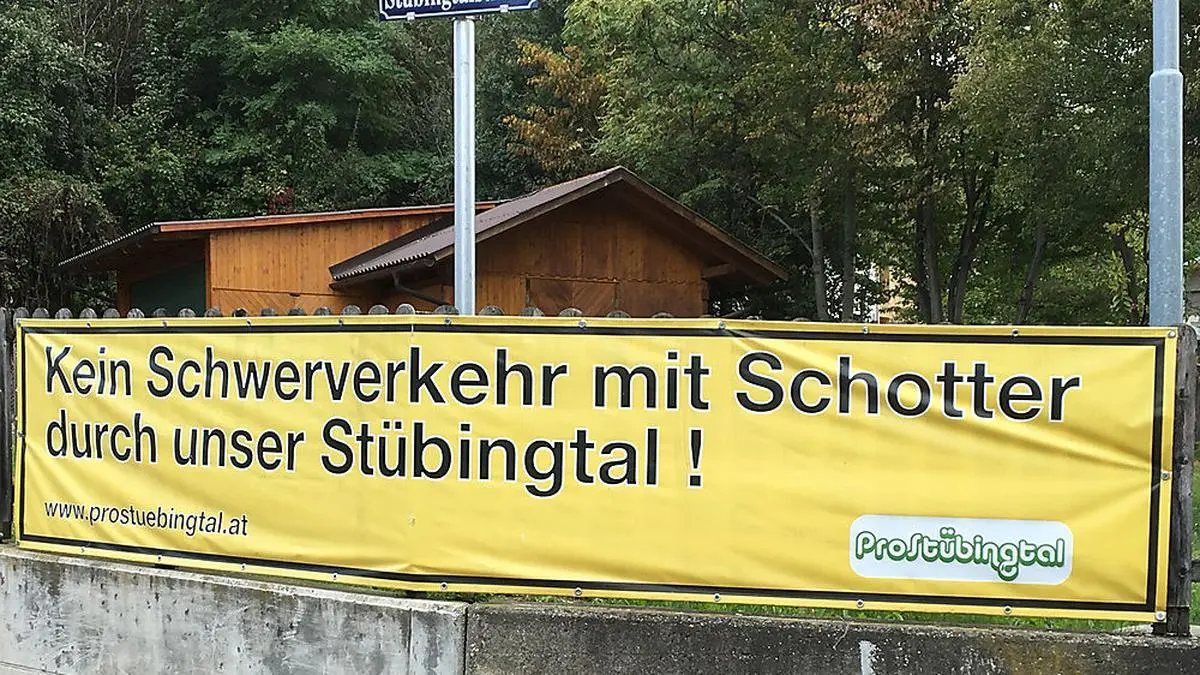 Kein Schwerverkehr mit Schotter
durch unser Stübingtal !
www.prostuebingtal.at
ProStübingtal